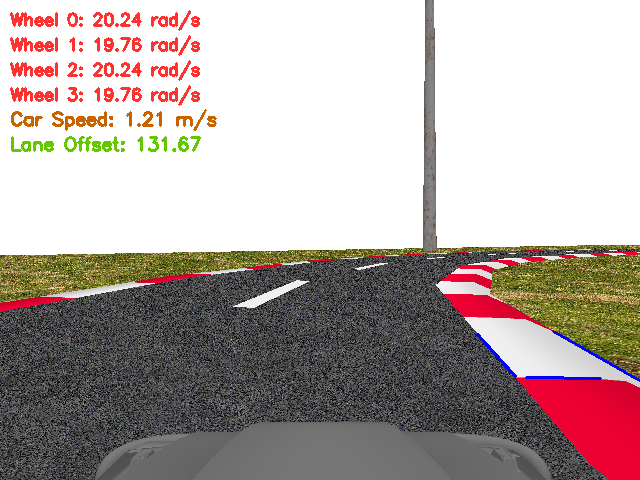 Wheel 0: 20.24 rad/s
Wheel 1: 19.76 rad/s
Wheel 2: 20.24 rad/s
Wheel 3: 19.76 rad/s
Car Speed: 1.21 m/s
Lane Offset: 131.67